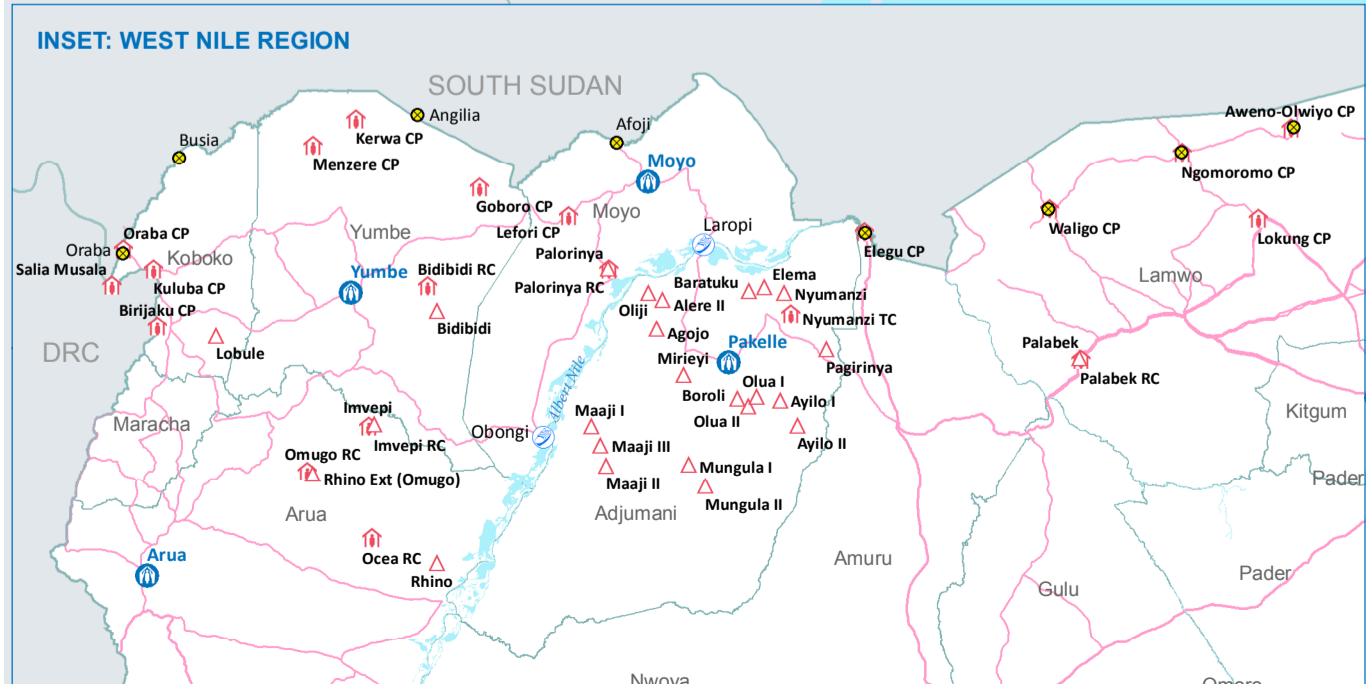 INSET: WEST NILE REGION
SOUTH SUDAN
Aweno-Olwiyo CP
Angilia
Afoji
Kerwa CP
Busia
Menzere CP
Moyo
Ngomoromo CP
Goboro CP
Moyo
Lefori CP
Laropi
Waligo CP
Lokung CP
Oraba CP
Yumbe
Oraba
Koboko
Palorinya
Elegu CP
Salia Musala
Yumbe
Bidibidi RC
Baratuku
Elema
Lamwo
Kuluba CP
Palorinya RC
Nyumanzi
Birijaku CP
Oliji
Alere II
Bidibidi
Nyumanzi TC
Agojo
Pakelle
Palabek
DRC
Lobule
Mirieyi
Pagirinya
Palabek RC
Albert Nile
Olua I
Imvepi
Maaji I
Boroli
Ayilo I
Kitgum
Maracha
Olua II
Obongi
Imvepi RC
Maaji III
Ayilo II
Omugo RC
Mungula I
Rhino Ext (Omugo)
Maaji II
Pader
Mungula II
Arua
Adjumani
Arua
Ocea RC
Amuru
Rhino
Pader
Gulu
Nwoya